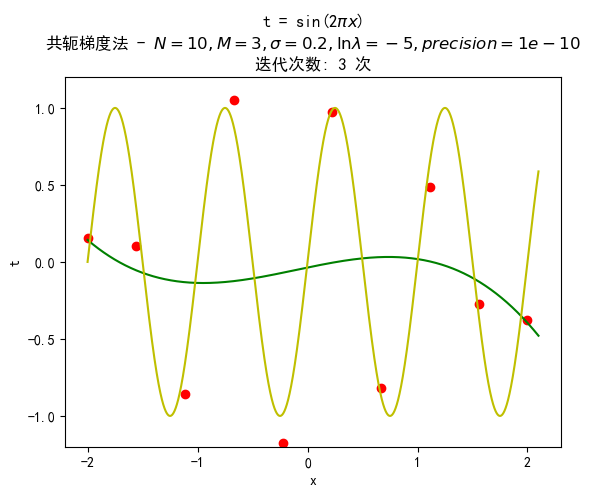 t = sin(2πx)
共轭梯度法 - N = 10, M = 3, σ = 0.2, lnλ = −5, precision = 1e − 10
迭代次数: 3 次
1.0
0.5
0.0
−0.5
−1.0
t
−2
−1
0
1
2
x